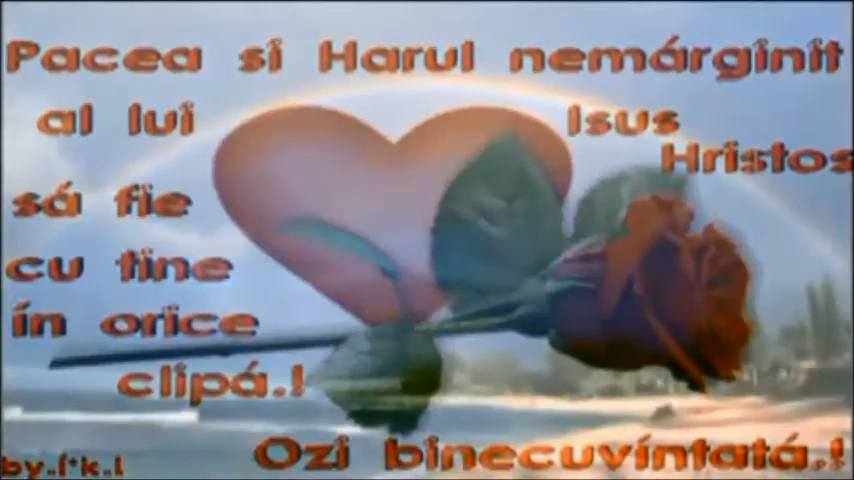 Pacea si Harul nemárginit
al lui Isus
Hristos
sá fie
cu tine
ín orice
clipá.!
Ozi binecuvíntatá.!
by.i*k.l